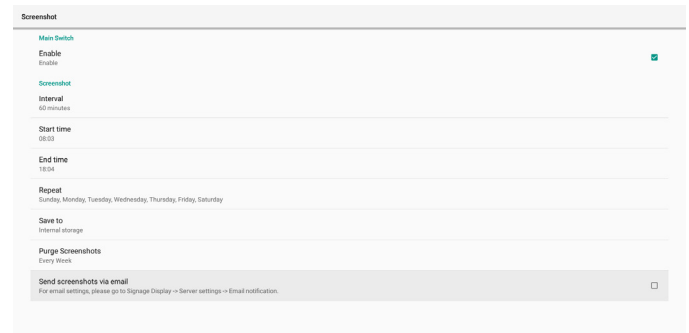 Screenshot
Main Switch
Enable
Enable
Screenshot
Interval
60 minutes
Start time
08:03
End time
18:04
Repeat
Sunday, Monday, Tuesday, Wednesday, Thursday, Friday, Saturday
Save to
Internal storage
Purge Screenshots
Every Week
Send screenshots via email
For email settings, please go to Signage Display -> Server settings -> Email notification.